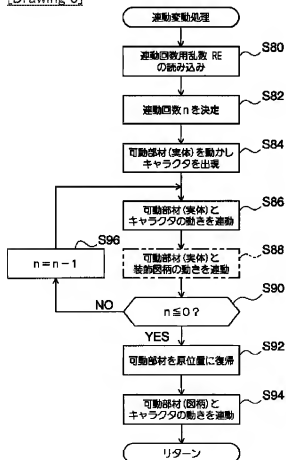 [Drawing 6]
連動変動処理
連動回数用乱数 RE
の読み込み
S80
連動回数nを決定
S82
可動部材(実体)を動かし
キャラクタを出現
S84
可動部材(実体)と
キャラクタの動きを連動
S86
可動部材(実体)と
装飾図柄の動きを連動
S88
n=n-1
S96
n≦0?
S90
NO
YES
可動部材を原位置に復帰
S92
可動部材(図柄)と
キャラクタの動きを連動
S94
リターン